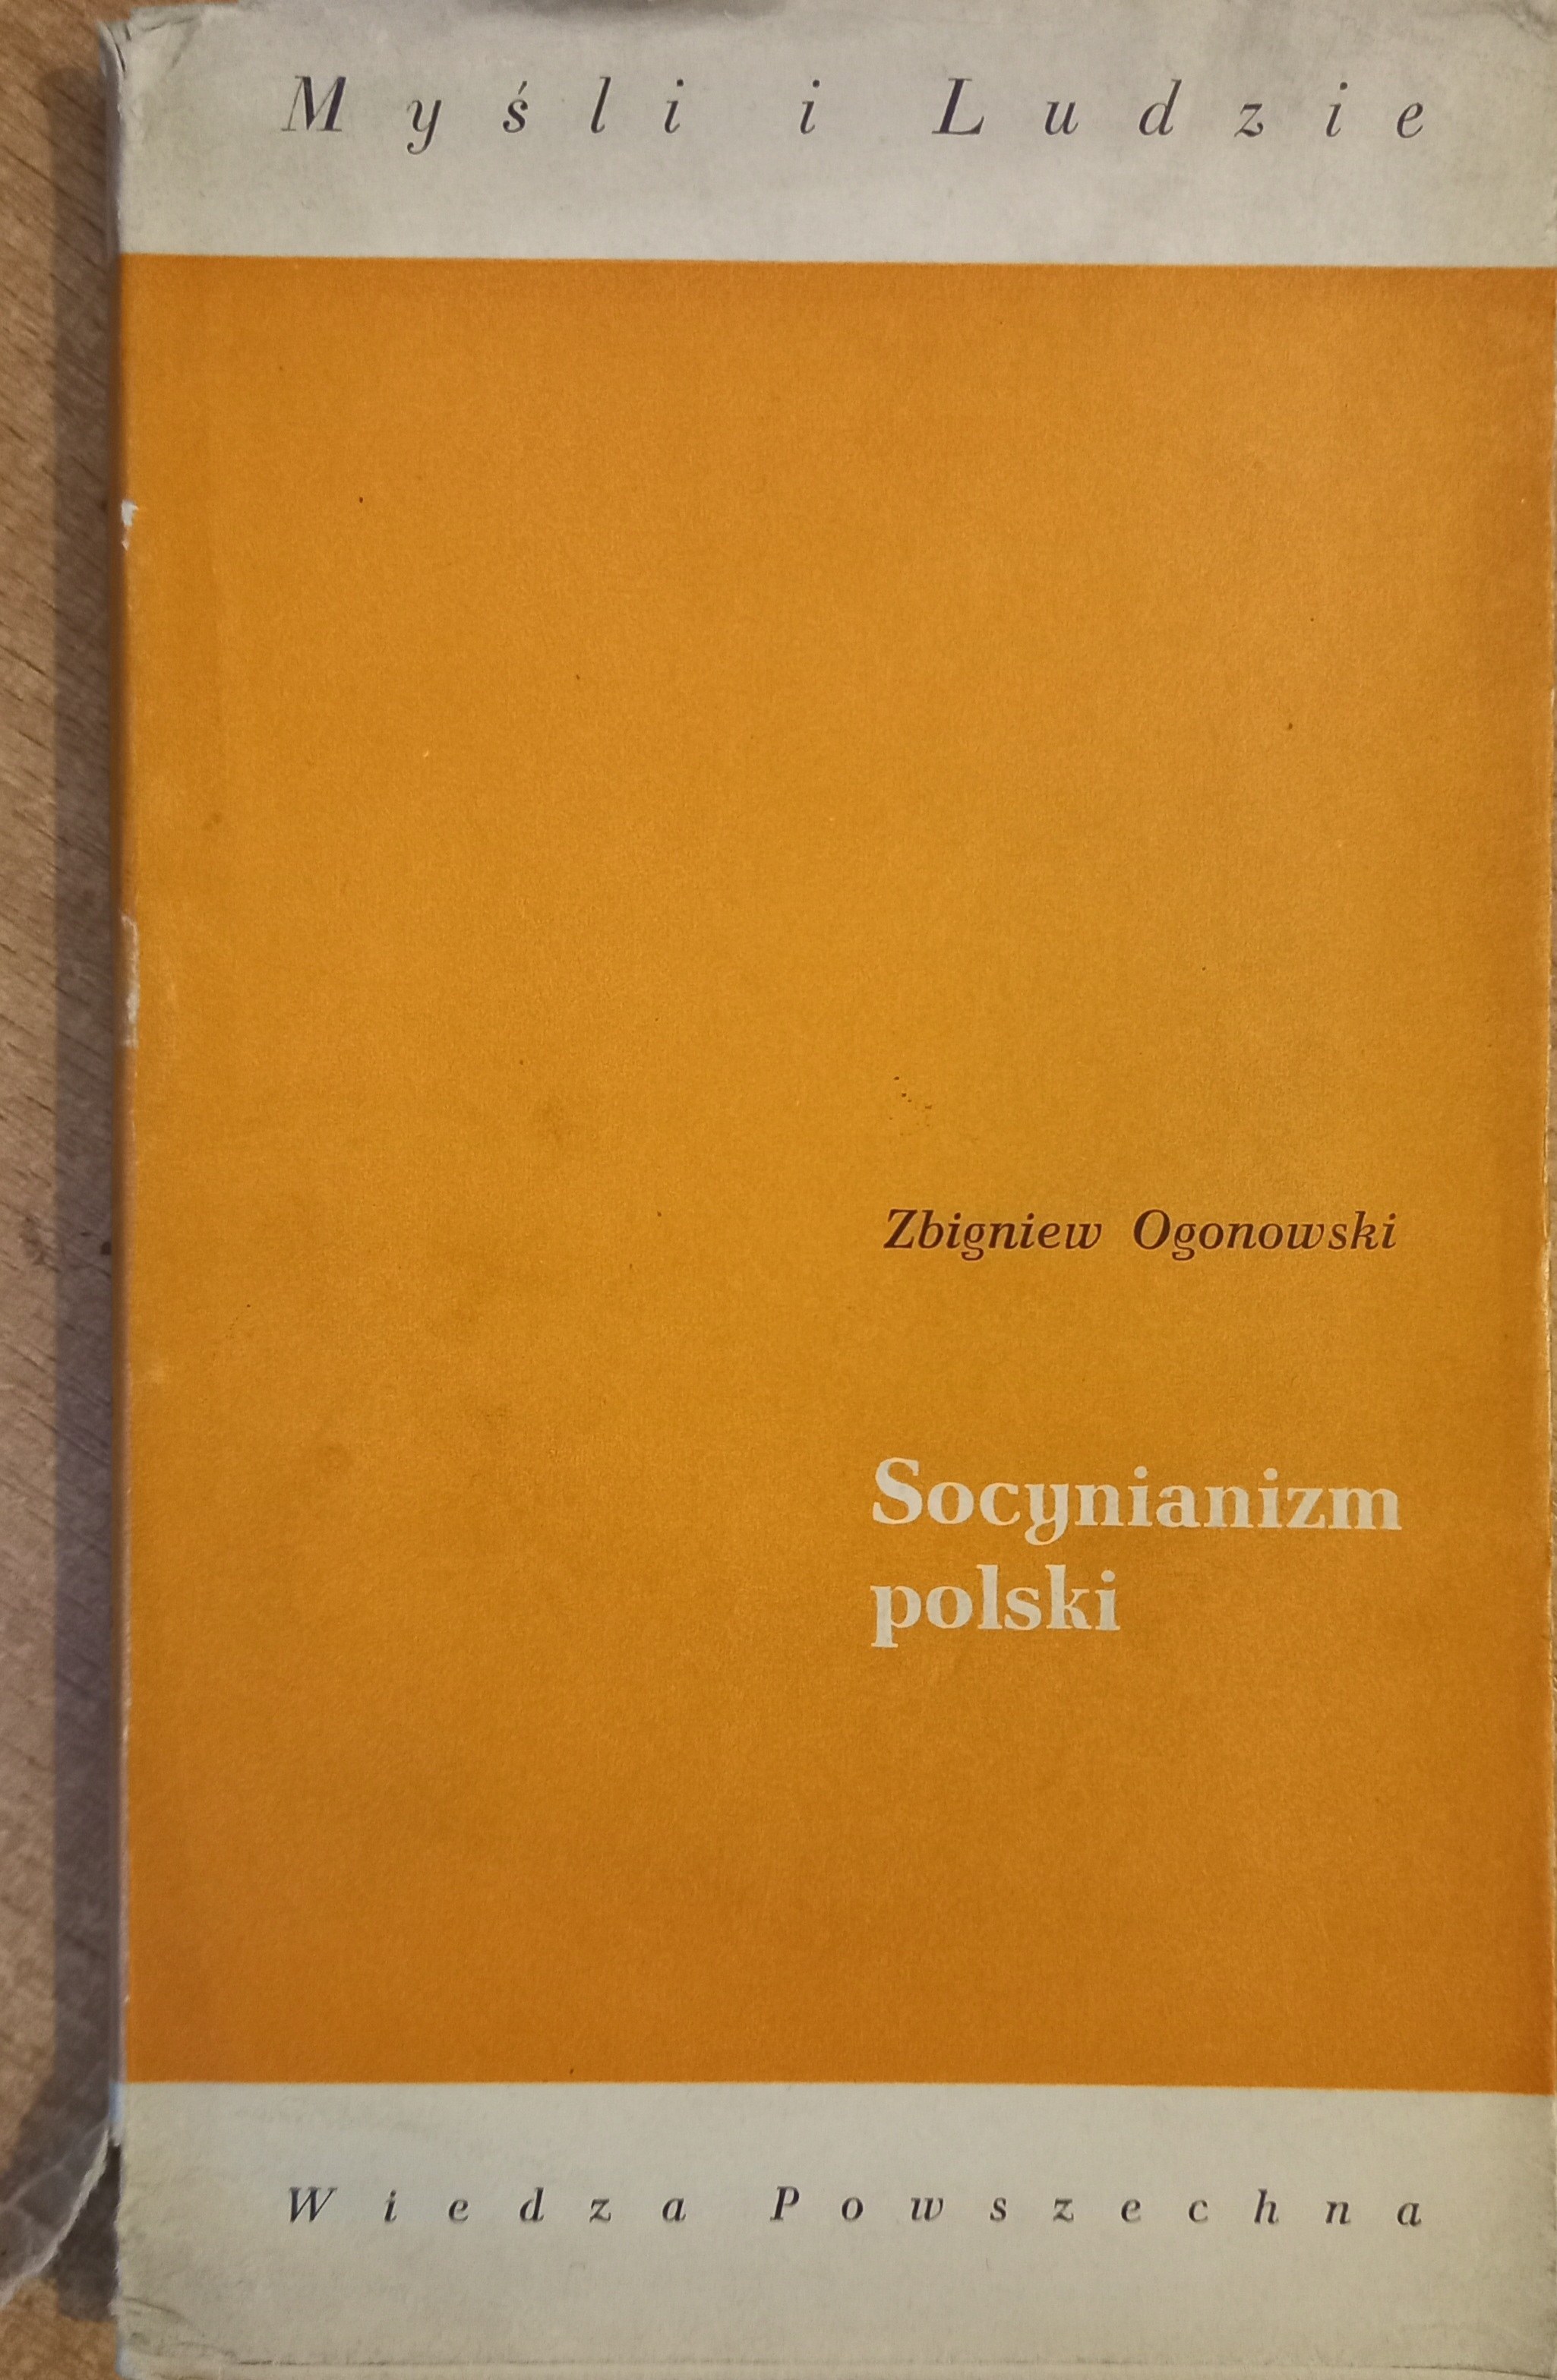 Myśli i Ludzie
Zbigniew Ogonowski
Socynianizm
polski
Wiedza Powszechna